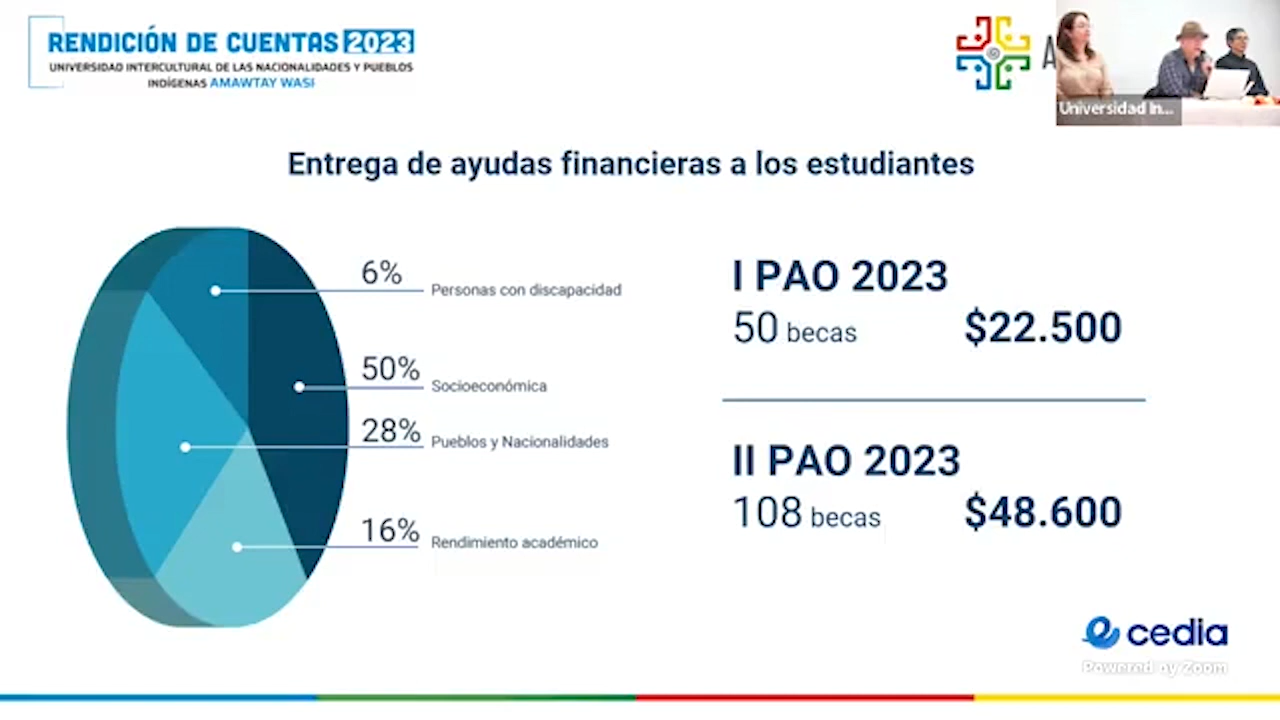 RENDICIÓN DE CUENTAS 2023
UNIVERSIDAD INTERCULTURAL DE LAS NACIONALIDADES Y PUEBLOS
INDÍGENAS AMAWTAY WASI
A
Universidad In...
Entrega de ayudas financieras a los estudiantes
6% Personas con discapacidad
50% Socioeconómica
28% Pueblos y Nacionalidades
16% Rendimiento académico
I PAO 2023
50 becas $22.500
II PAO 2023
108 becas $48.600
cedia
Powered by Zoom